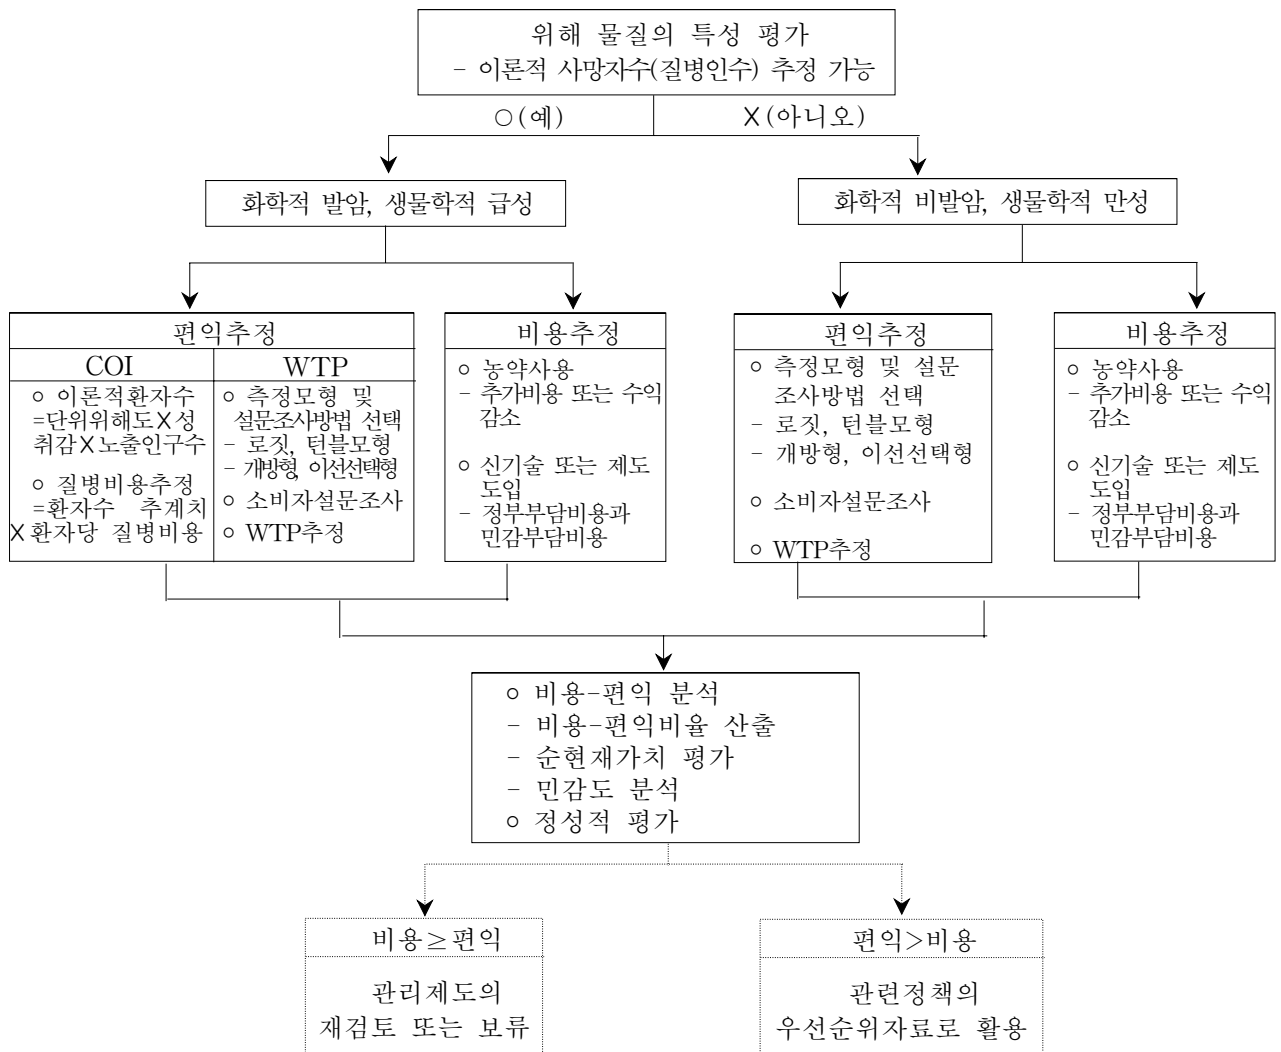 위해 물질의 특성 평가
- 이론적 사망자수(질병인수) 추정 가능
○(예)
X(아니오)
화학적 발암, 생물학적 급성
화학적 비발암, 생물학적 만성
편익추정
COI
○ 이론적환자수
=단위위해도X성
취감X노출인구수
○ 질병비용추정
=환자수 추계치
X환자당 질병비용
WTP
○ 측정모형 및
설문조사방법 선택
- 로짓, 턴블모형
- 개방형, 이선선택형
○ 소비자설문조사
○ WTP추정
비용추정
○ 농약사용
- 추가비용 또는 수익
감소
○ 신기술 또는 제도
도입
- 정부부담비용과
민감부담비용
편익추정
○ 측정모형 및 설문
조사방법 선택
- 로짓, 턴블모형
- 개방형, 이선선택형
○ 소비자설문조사
○ WTP추정
비용추정
○ 농약사용
- 추가비용 또는 수익
감소
○ 신기술 또는 제도
도입
- 정부부담비용과
민감부담비용
○ 비용-편익 분석
- 비용-편익비율 산출
- 순현재가치 평가
- 민감도 분석
○ 정성적 평가
비용≥편익
관리제도의
재검토 또는 보류
편익>비용
관련정책의
우선순위자료로 활용